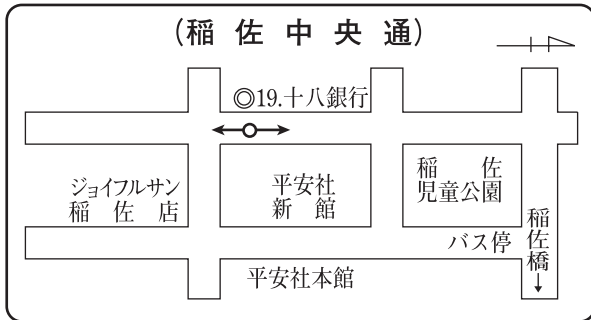 (稲佐中央通)
◎19.十八銀行
ジョイフルサン
稲佐店
平安社
新館
稲佐
児童公園
バス停
稲佐橋
平安社本館